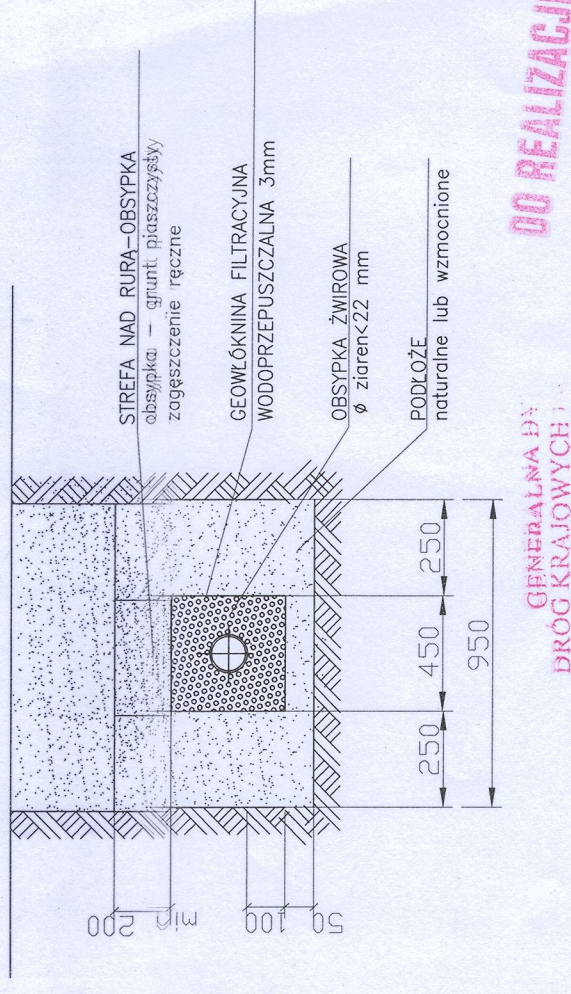 STREFA NAD RURĄ-OBSYPKA
obsypka – grunt piaszczysty
zagęszczenie ręczne
GEOWŁÓKNINA FILTRACYJNA
WODOPRZEPUSZCZALNA 3mm
OBSYPKA ŻWIROWA
ø ziaren<22 mm
PODŁOŻE
naturalne lub wzmocnione
min 200
100
50
250
450
250
950
DO REALIZACJI
GENERALNA
DRÓG KRAJOWYCH I